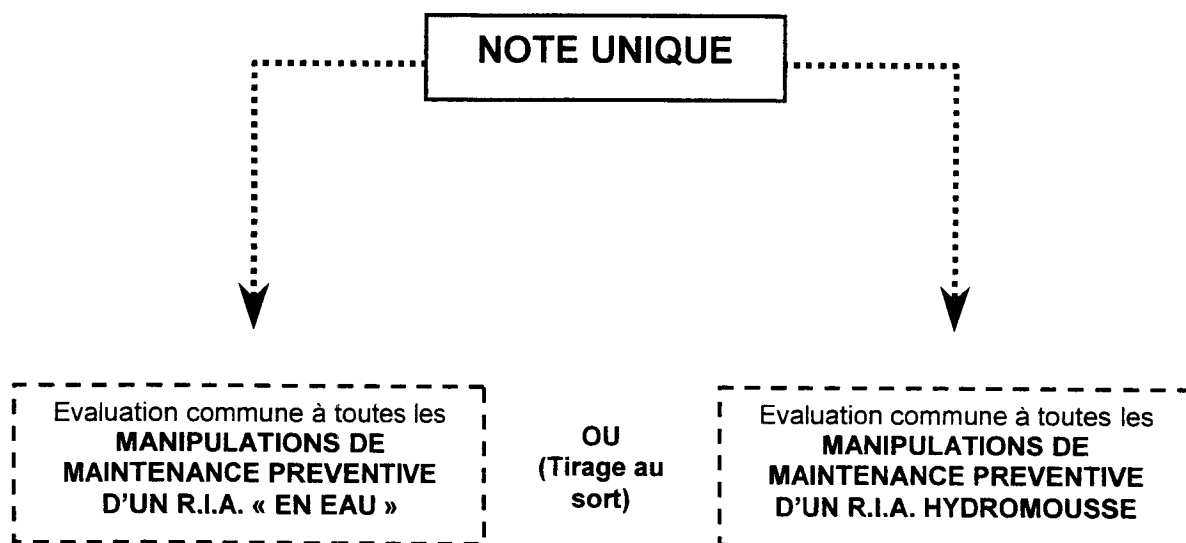 NOTE UNIQUE
Evaluation commune à toutes les
MANIPULATIONS DE
MAINTENANCE PREVENTIVE
D'UN R.I.A. « EN EAU »
OU
(Tirage au
sort)
Evaluation commune à toutes les
MANIPULATIONS DE
MAINTENANCE PREVENTIVE
D'UN R.I.A. HYDROMOUSSE